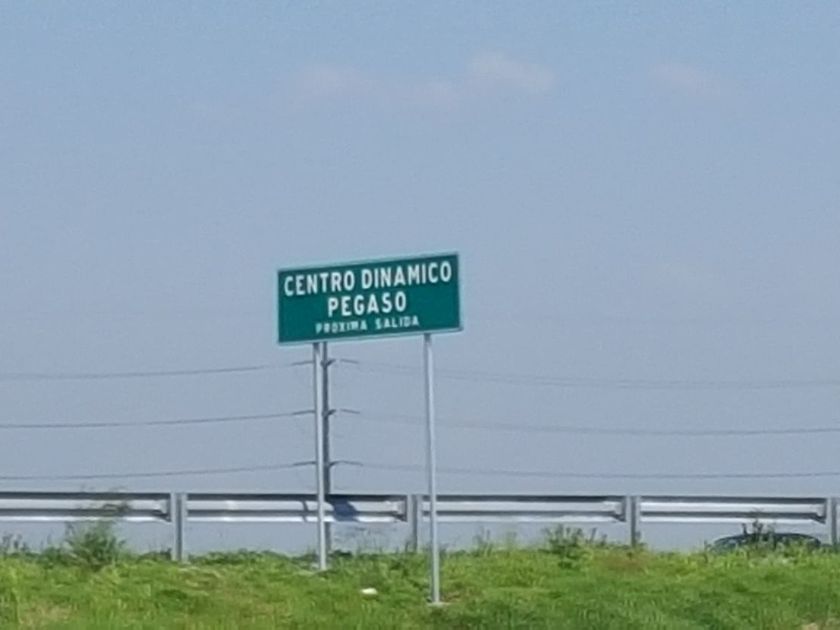 CENTRO DINAMICO
PEGASO
PROXIMA SALIDA